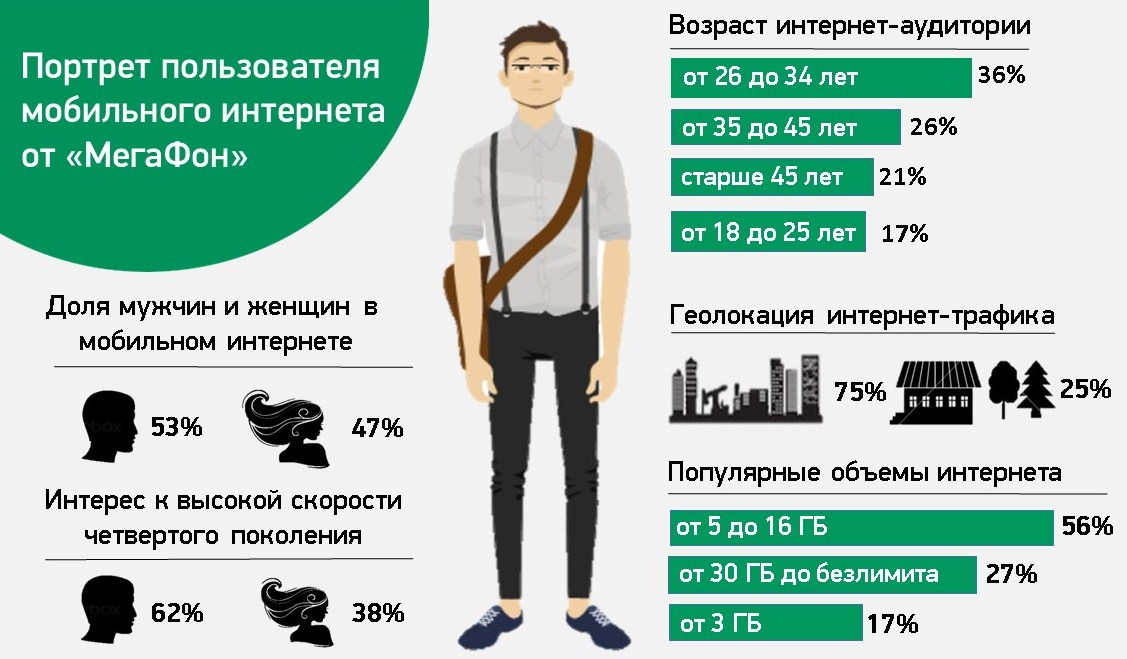 Портрет пользователя
мобильного интернета
от «МегаФон»
Доля мужчин и женщин в
мобильном интернете
53%
47%
Интерес к высокой скорости
четвертого поколения
62%
38%
Возраст интернет-аудитории
от 26 до 34 лет 36%
от 35 до 45 лет 26%
старше 45 лет 21%
от 18 до 25 лет 17%
Геолокация интернет-трафика
75%
25%
Популярные объемы интернета
от 5 до 16 ГБ 56%
от 30 ГБ до безлимита 27%
от 3 ГБ 17%